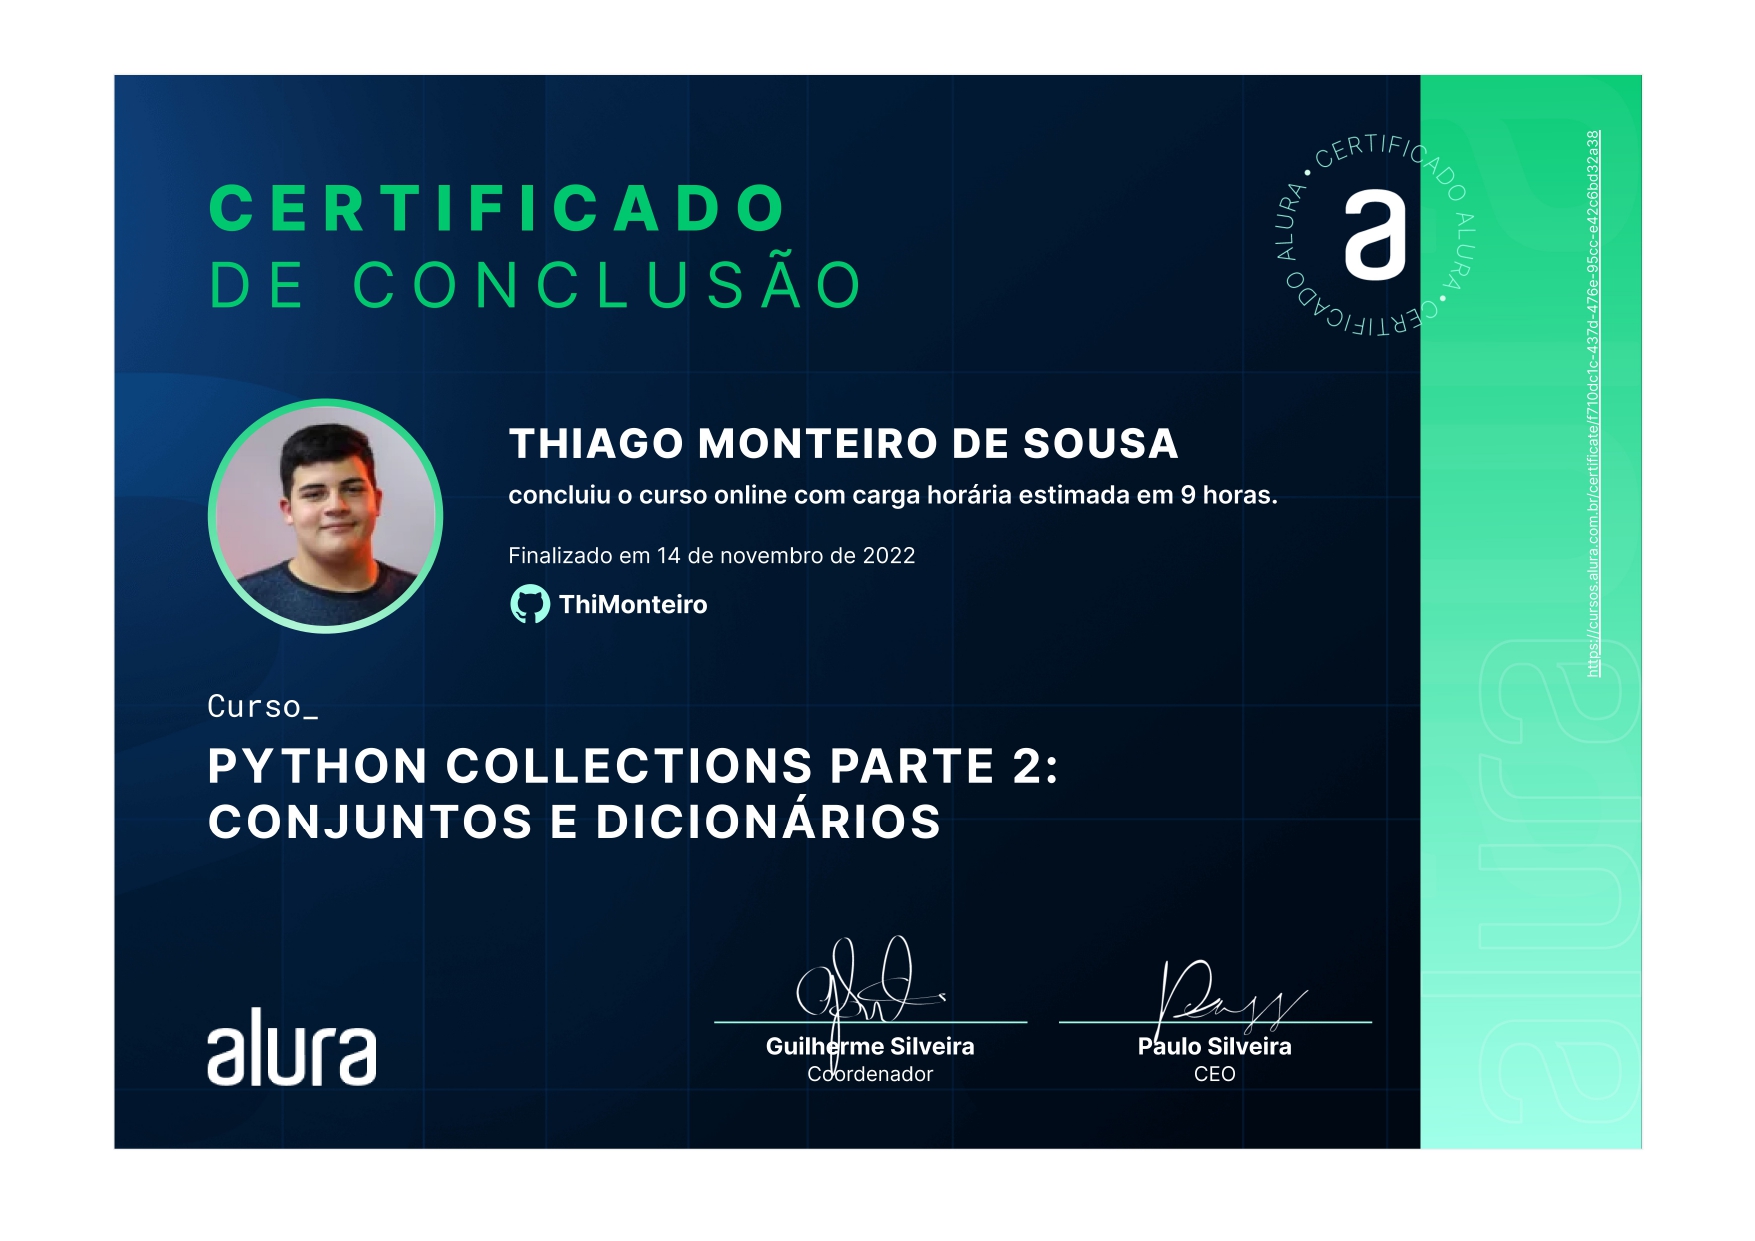 CERTIFICADO
DE CONCLUSÃO
• CERTIFICADO ALURA • CERTIFICADO ALURA
a
THIAGO MONTEIRO DE SOUSA
concluiu o curso online com carga horária estimada em 9 horas.
Finalizado em 14 de novembro de 2022
ThiMonteiro
Curso_
PYTHON COLLECTIONS PARTE 2:
CONJUNTOS E DICIONÁRIOS
alura
Guilherme Silveira
Coordenador
Paulo Silveira
CEO
https://cursos.alura.com.br/certificate/f710dc1c-437d-476e-95cc-e42c6bd32a38
alura